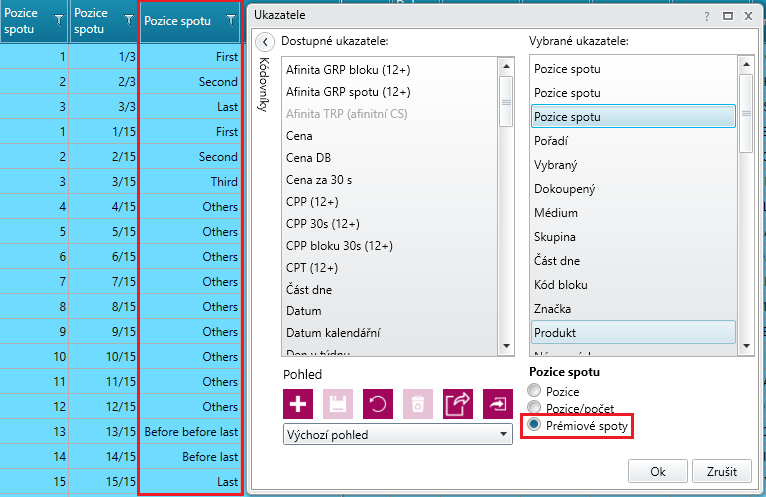 Pozice spotu Pozice spotu Pozice spotu
1 1/3 First
2 2/3 Second
3 3/3 Last
1 1/15 First
2 2/15 Second
3 3/15 Third
4 4/15 Others
5 5/15 Others
6 6/15 Others
7 7/15 Others
8 8/15 Others
9 9/15 Others
10 10/15 Others
11 11/15 Others
12 12/15 Others
13 13/15 Before before last
14 14/15 Before last
15 15/15 Last
Ukazatele
Kódovníky
Dostupné ukazatele:
Afinita GRP bloku (12+)
Afinita GRP spotu (12+)
Afinita TRP (afinitní CS)
Cena
Cena DB
Cena za 30 s
CPP (12+)
CPP 30s (12+)
CPP bloku 30s (12+)
CPT (12+)
Část dne
Datum
Datum kalendářní
Den v týdnu
Pohled
Výchozí pohled
Vybrané ukazatele:
Pozice spotu
Pozice spotu
Pozice spotu
Pořadí
Vybraný
Dokoupený
Médium
Skupina
Část dne
Kód bloku
Značka
Produkt
Pozice spotu
Pozice
Pozice/počet
Prémiové spoty
Ok Zrušit